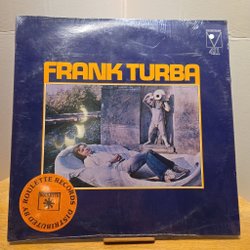 FRANK TURBA
DISTRIBUTED BY ROULETTE RECORDS